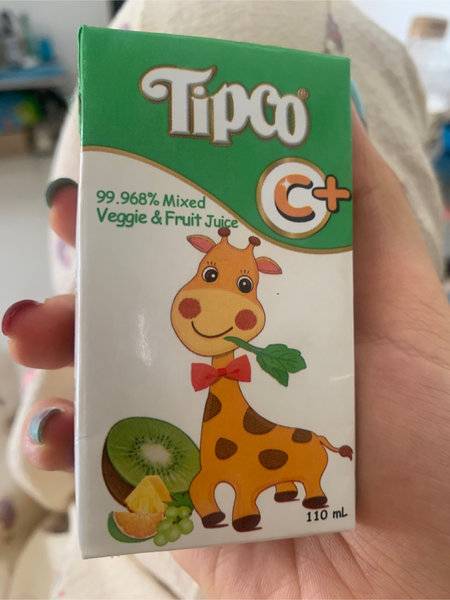 Tipco®
C+
99.968% Mixed
Veggie & Fruit Juice
110 mL